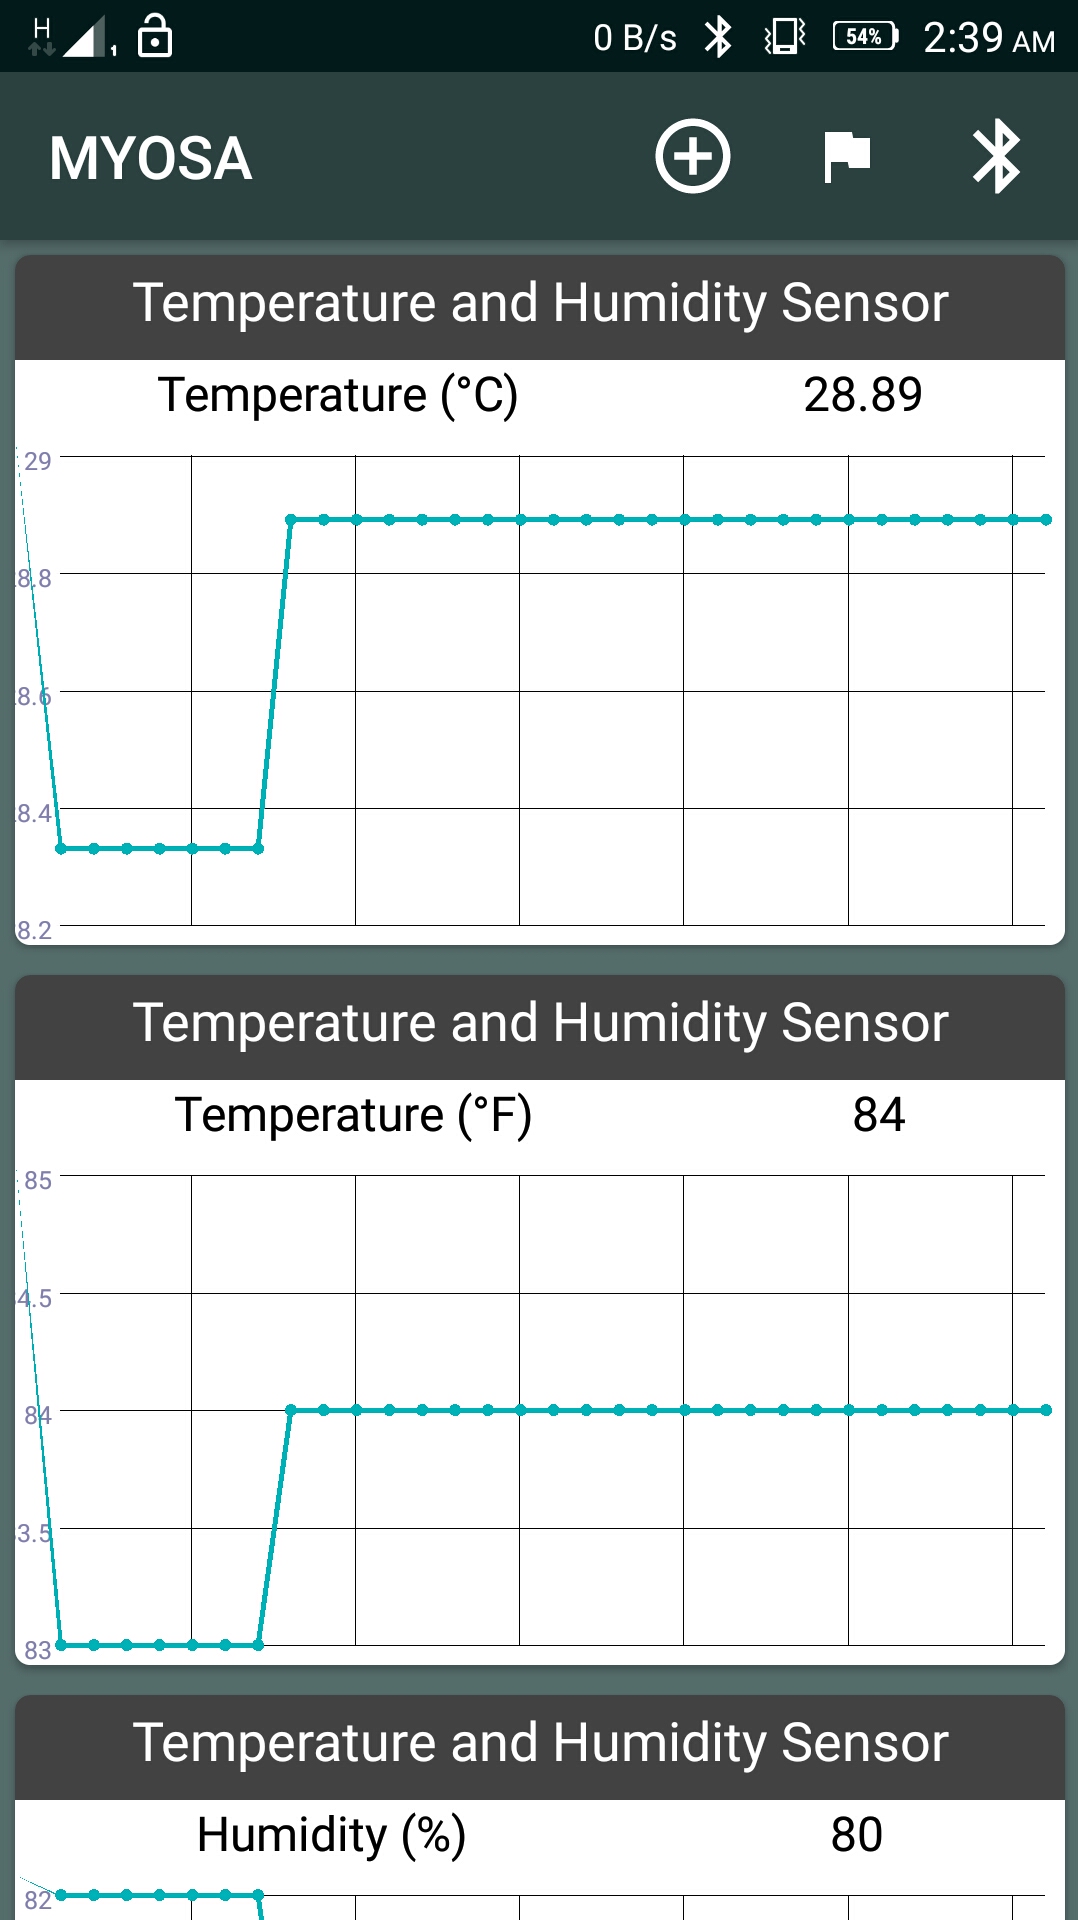 H
1
0 B/s
54%
2:39 AM
MYOSA
Temperature and Humidity Sensor
Temperature (°C) 28.89
29
8.8
8.6
8.4
8.2
Temperature and Humidity Sensor
Temperature (°F) 84
85
4.5
84
3.5
83
Temperature and Humidity Sensor
Humidity (%) 80
82